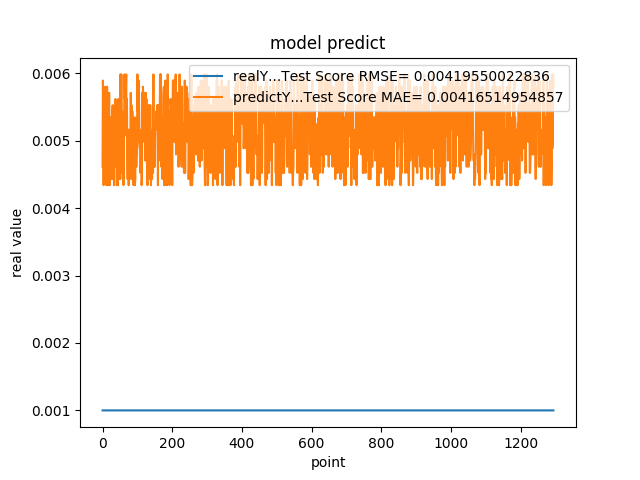 model predict
realY...Test Score RMSE= 0.00419550022836
predictY...Test Score MAE= 0.00416514954857
0.006
0.005
0.004
0.003
0.002
0.001
real value
0 200 400 600 800 1000 1200
point